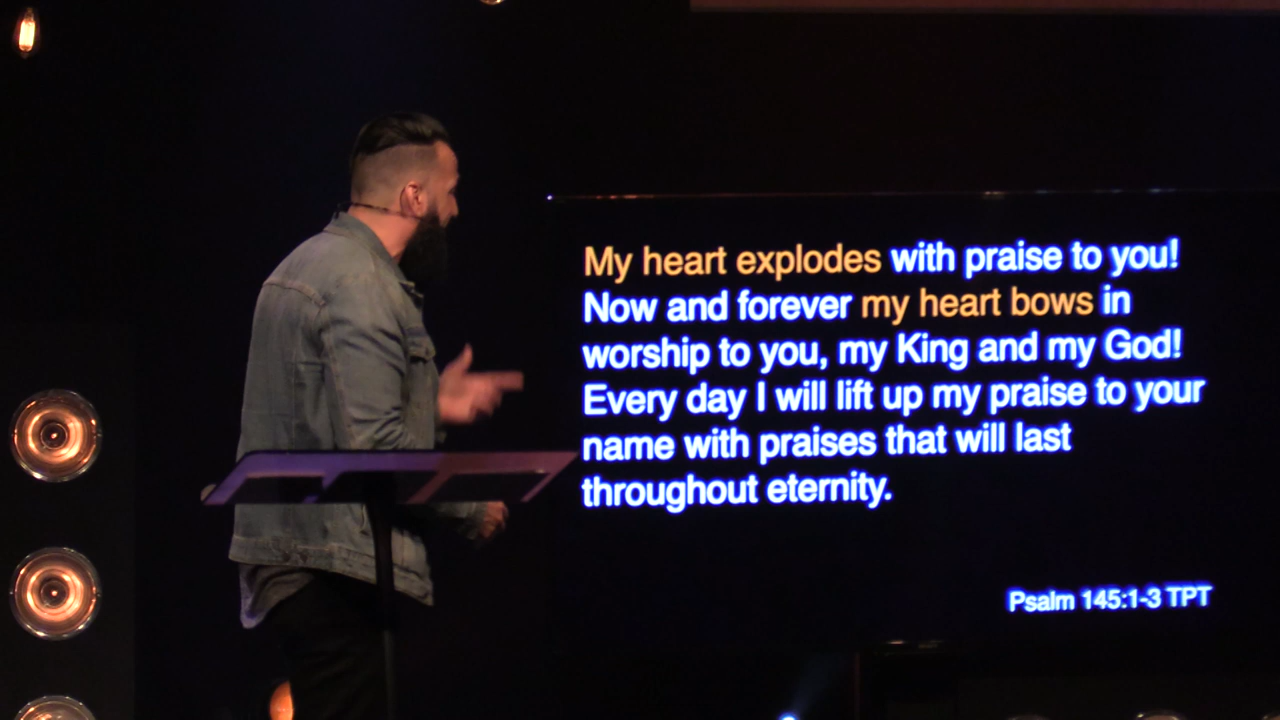 My heart explodes with praise to you!
Now and forever my heart bows in
worship to you, my King and my God!
Every day I will lift up my praise to your
name with praises that will last
throughout eternity.
Psalm 145:1-3 TPT